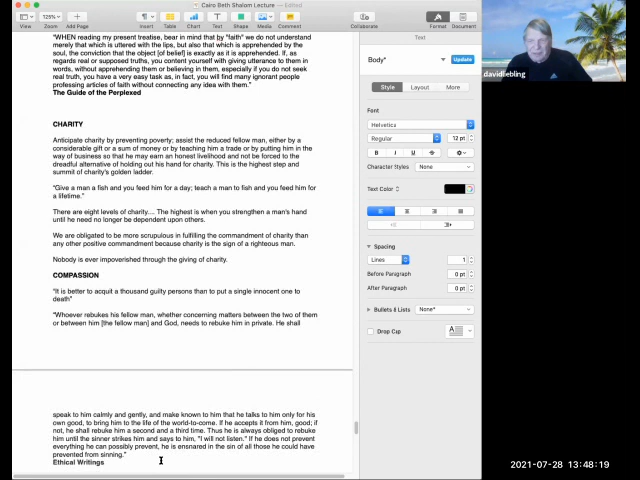 Cairo Beth Shalom Lecture
125%
View
Zoom
Add Page
Insert
Table
Chart
Text
Shape
Media
Comment
Collaborate
Format
Document
"WHEN reading my present treatise, bear in mind that by "faith" we do not understand
merely that which is uttered with the lips, but also that which is apprehended by the
soul, the conviction that the object [of belief] is exactly as it is apprehended. If, as
regards real or supposed truths, you content yourself with giving utterance to them in
words, without apprehending them or believing in them, especially if you do not seek
real truth, you have a very easy task as, in fact, you will find many ignorant people
professing articles of faith without connecting any idea with them."
The Guide of the Perplexed
CHARITY
Anticipate charity by preventing poverty; assist the reduced fellow man, either by a
considerable gift or a sum of money or by teaching him a trade or by putting him in the
way of business so that he may earn an honest livelihood and not be forced to the
dreadful alternative of holding out his hand for charity. This is the highest step and
summit of charity's golden ladder.
"Give a man a fish and you feed him for a day; teach a man to fish and you feed him for
a lifetime."
There are eight levels of charity.... The highest is when you strengthen a man's hand
until he need no longer be dependent upon others.
We are obligated to be more scrupulous in fulfilling the commandment of charity than
any other positive commandment because charity is the sign of a righteous man.
Nobody is ever impoverished through the giving of charity.
COMPASSION
"It is better to acquit a thousand guilty persons than to put a single innocent one to
death"
"Whoever rebukes his fellow man, whether concerning matters between the two of them
or between him [the fellow man] and God, needs to rebuke him in private. He shall
speak to him calmly and gently, and make known to him that he talks to him only for his
own good, to bring him to the life of the world-to-come. If he accepts it from him, good; if
not, he shall rebuke him a second and a third time. Thus he is always obliged to rebuke
him until the sinner strikes him and says to him, "I will not listen." If he does not prevent
everything he can possibly prevent, he is ensnared in the sin of all those he could have
prevented from sinning."
Ethical Writings
Text
Body*
Update
Style
Layout
More
Font
Helvetica
Regular
12 pt
B
I
U
S
Character Styles
None
Text Color
Spacing
Lines
1
Before Paragraph
0 pt
After Paragraph
0 pt
Bullets & Lists
None*
Drop Cap
davidliebling
2021-07-28 13:48:19